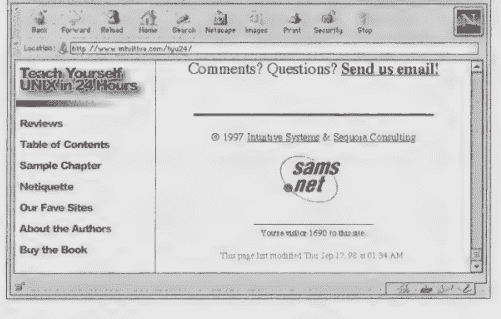 Back Forward Reload Home Search Netscape Images Print Security Stop
Location: http://www.intuitive.com/tyu24/
Teach Yourself
UNIX in 24 Hours
Reviews
Table of Contents
Sample Chapter
Netiquette
Our Fave Sites
About the Authors
Buy the Book
Comments? Questions? Send us email!
© 1997 Intuitive Systems & Sequoia Consulting
sams
.net
You're visitor 1690 to this site
This page last modified Thu Sep 17, 98 at 01:34 AM